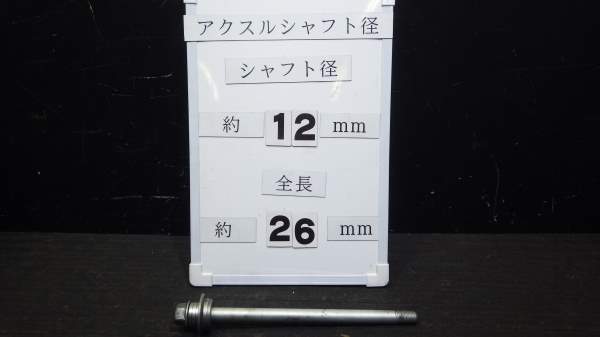 アクスルシャフト径
シャフト径
約 12 mm
全長
約 26 mm